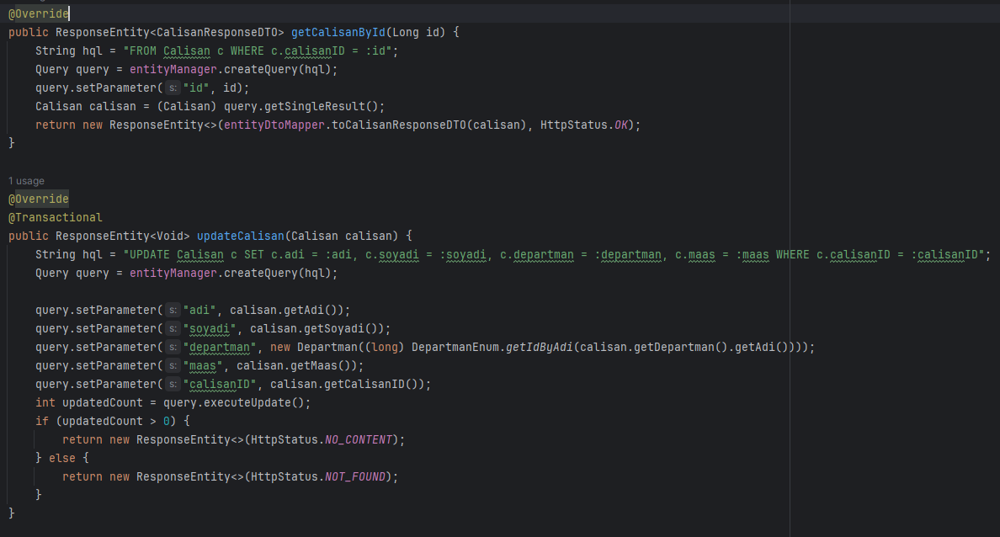 @Override
public ResponseEntity<CalisanResponseDTO> getCalisanById(Long id) {
    String hql = "FROM Calisan c WHERE c.calisanID = :id";
    Query query = entityManager.createQuery(hql);
    query.setParameter( s: "id", id);
    Calisan calisan = (Calisan) query.getSingleResult();
    return new ResponseEntity<>(entityDtoMapper.toCalisanResponseDTO(calisan), HttpStatus.OK);
}
1 usage
@Override
@Transactional
public ResponseEntity<Void> updateCalisan(Calisan calisan) {
    String hql = "UPDATE Calisan c SET c.adi = :adi, c.soyadi = :soyadi, c.departman = :departman, c.maas = :maas WHERE c.calisanID = :calisanID";
    Query query = entityManager.createQuery(hql);
    query.setParameter( s: "adi", calisan.getAdi());
    query.setParameter( s: "soyadi", calisan.getSoyadi());
    query.setParameter( s: "departman", new Departman((long) DepartmanEnum.getIdByAdi(calisan.getDepartman().getAdi())));
    query.setParameter( s: "maas", calisan.getMaas());
    query.setParameter( s: "calisanID", calisan.getCalisanID());
    int updatedCount = query.executeUpdate();
    if (updatedCount > 0) {
        return new ResponseEntity<>(HttpStatus.NO_CONTENT);
    } else {
        return new ResponseEntity<>(HttpStatus.NOT_FOUND);
    }
}